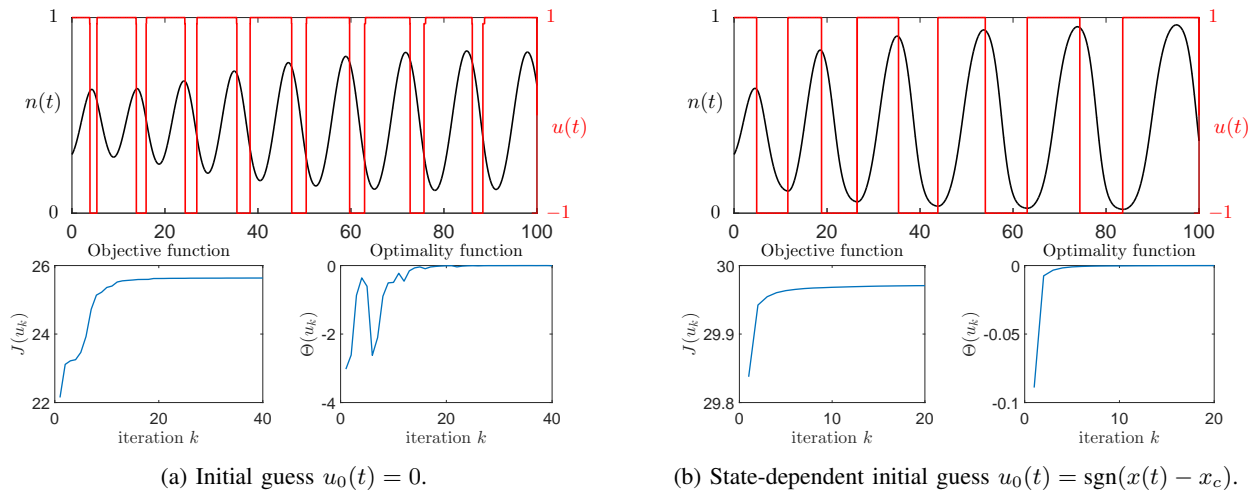 1
1
n(t)
u(t)
0
−1
0 20 40 60 80 100
Objective function
Optimality function
26
24
22
J(u_k)
0 20 40
iteration k
0
-2
-4
Θ(u_k)
0 20 40
iteration k
(a) Initial guess u_0(t) = 0.
1
1
n(t)
u(t)
0
−1
0 20 40 60 80 100
Objective function
Optimality function
30
29.9
29.8
J(u_k)
0 10 20
iteration k
0
-0.05
-0.1
Θ(u_k)
0 10 20
iteration k
(b) State-dependent initial guess u_0(t) = sgn(x(t) − x_c).